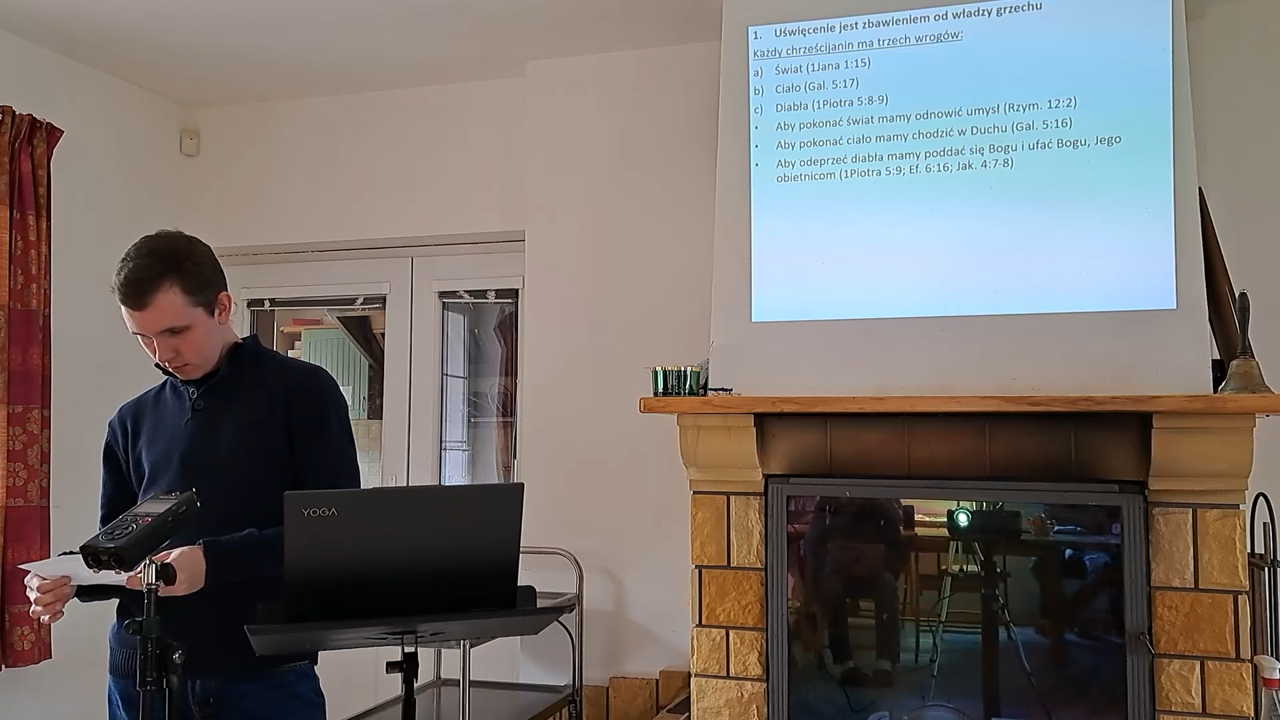 1. Uświęcenie jest zbawieniem od władzy grzechu
Każdy chrześcijanin ma trzech wrogów:
a) Świat (1Jana 1:15)
b) Ciało (Gal. 5:17)
c) Diabła (1Piotra 5:8-9)
• Aby pokonać świat mamy odnowić umysł (Rzym. 12:2)
• Aby pokonać ciało mamy chodzić w Duchu (Gal. 5:16)
• Aby odeprzeć diabła mamy poddać się Bogu i ufać Bogu, Jego
obietnicom (1Piotra 5:9; Ef. 6:16; Jak. 4:7-8)
YOGA